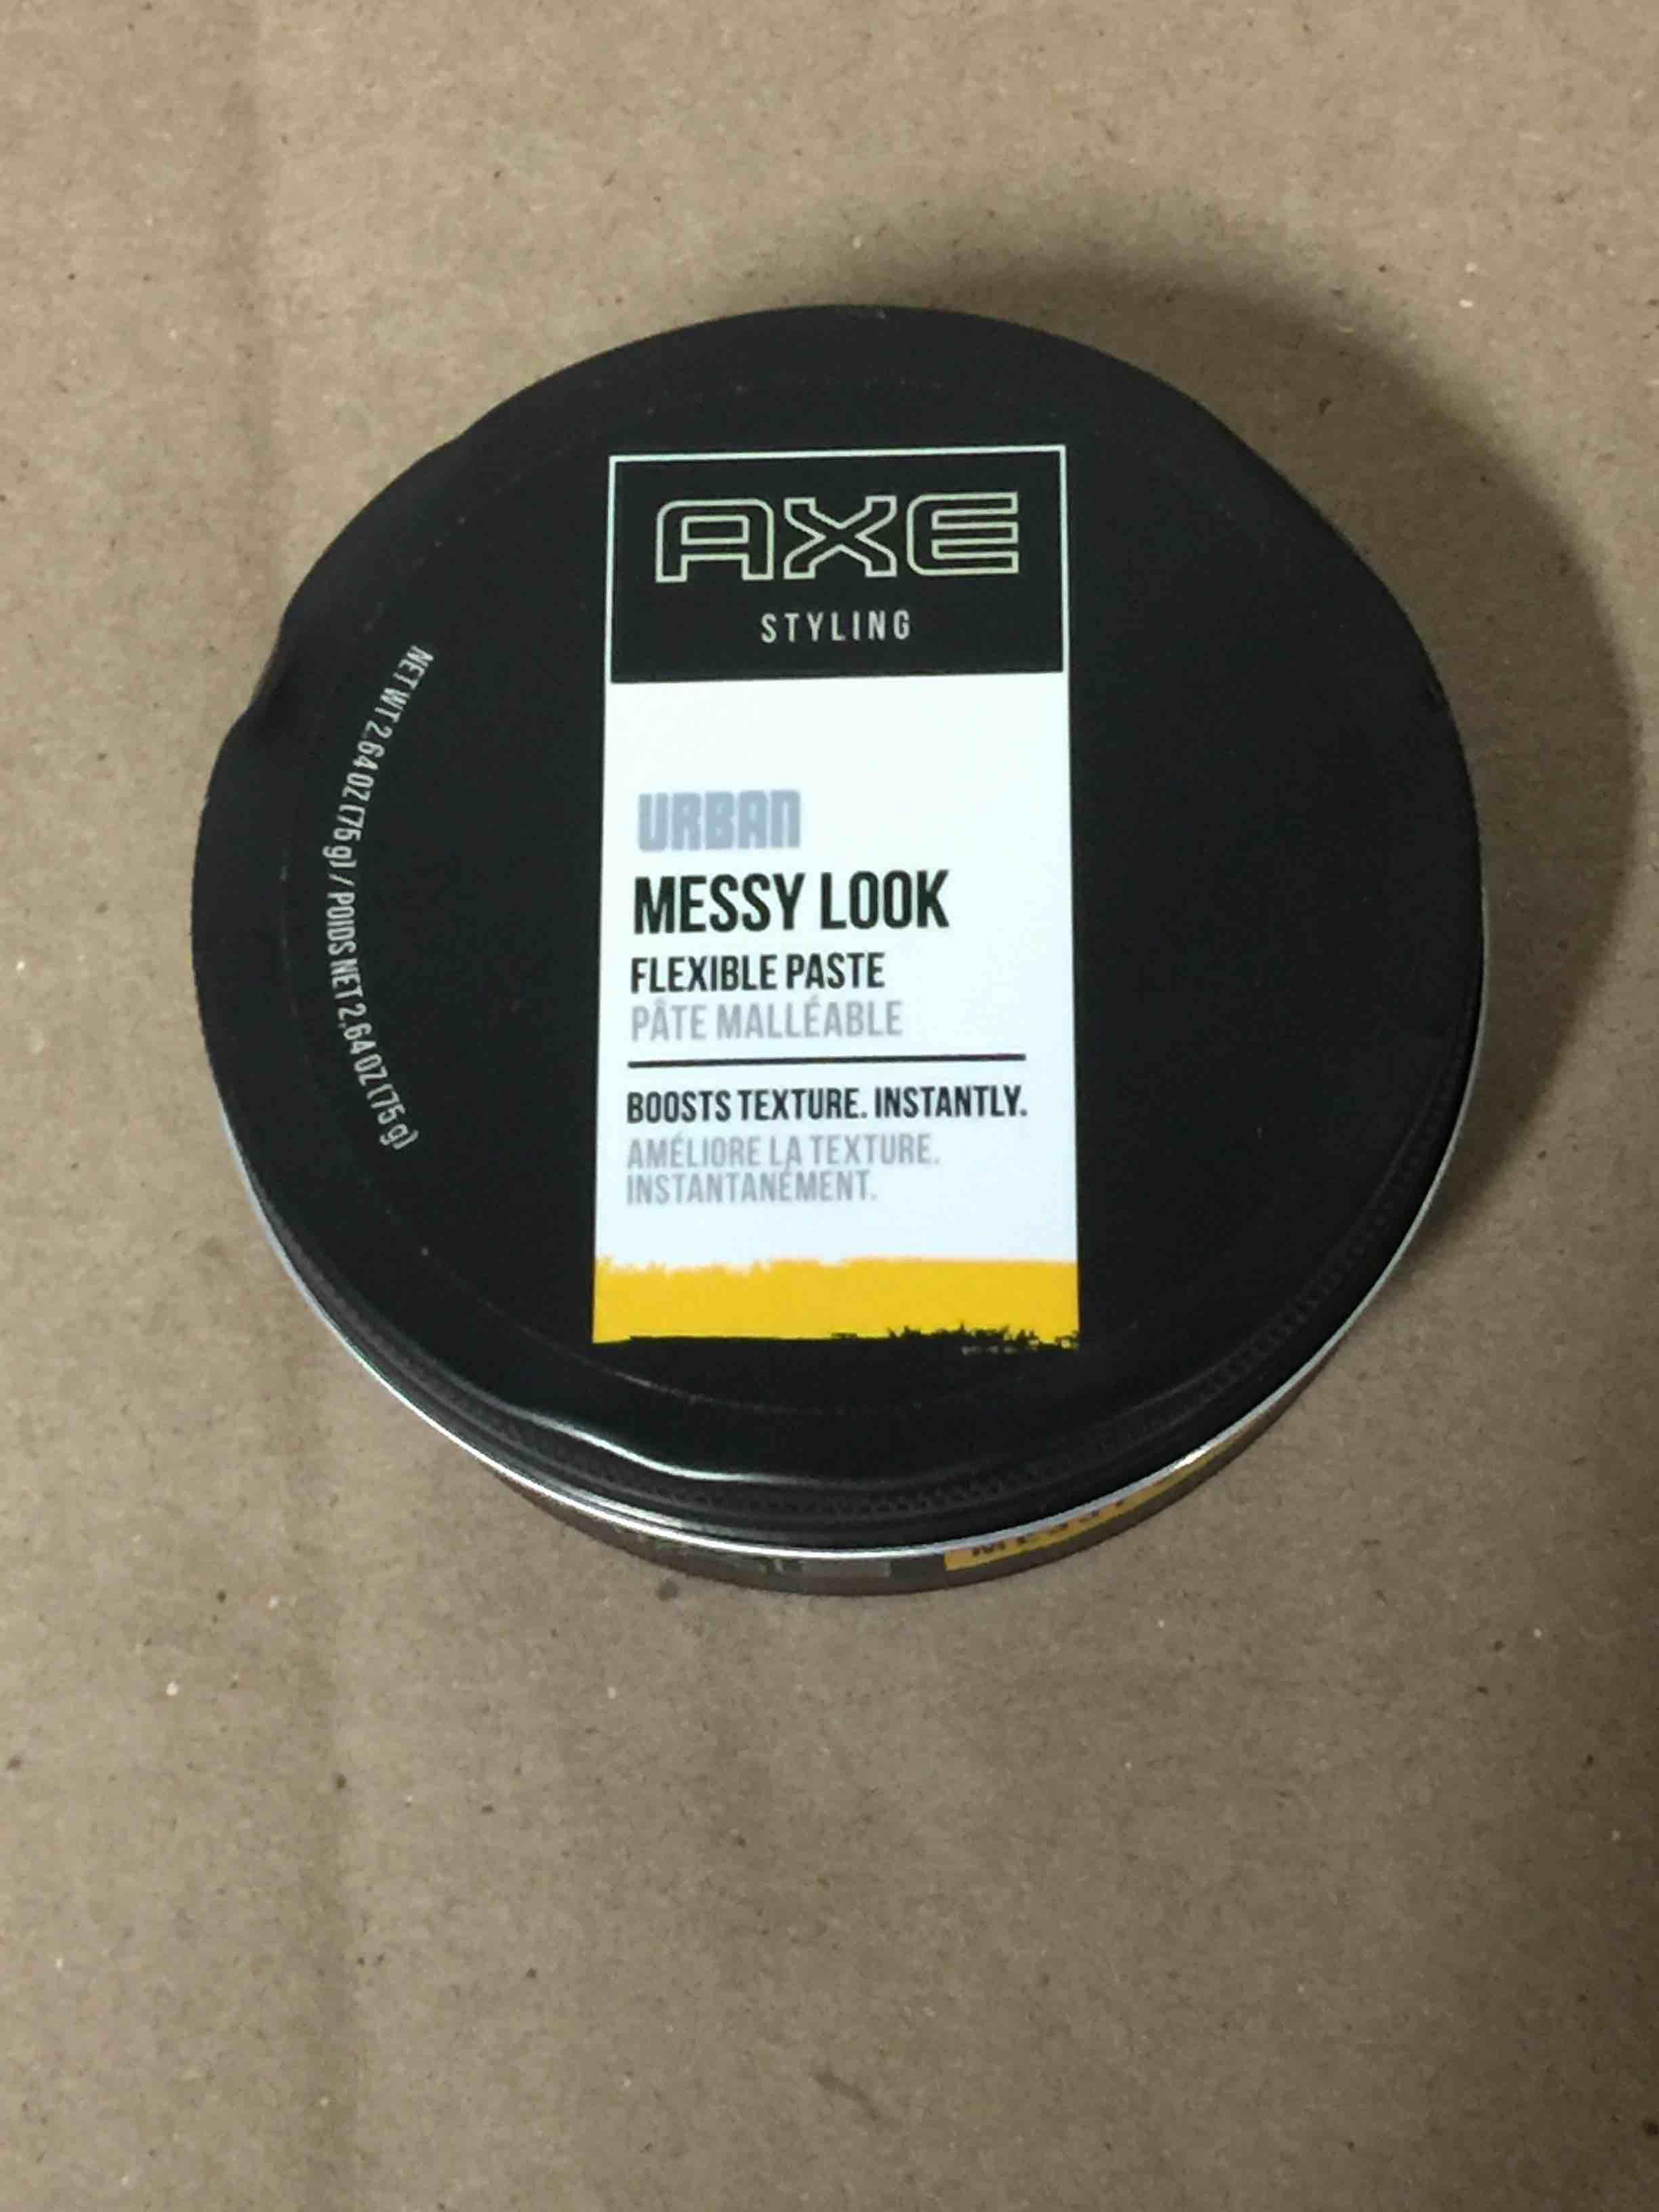 AXE
STYLING
URBAN
MESSY LOOK
FLEXIBLE PASTE
PÂTE MALLÉABLE
BOOSTS TEXTURE. INSTANTLY.
AMÉLIORE LA TEXTURE.
INSTANTANÉMENT.
NET WT 2.64 OZ (75 g) / POIDS NET 2.64 OZ (75 g)
MESSY